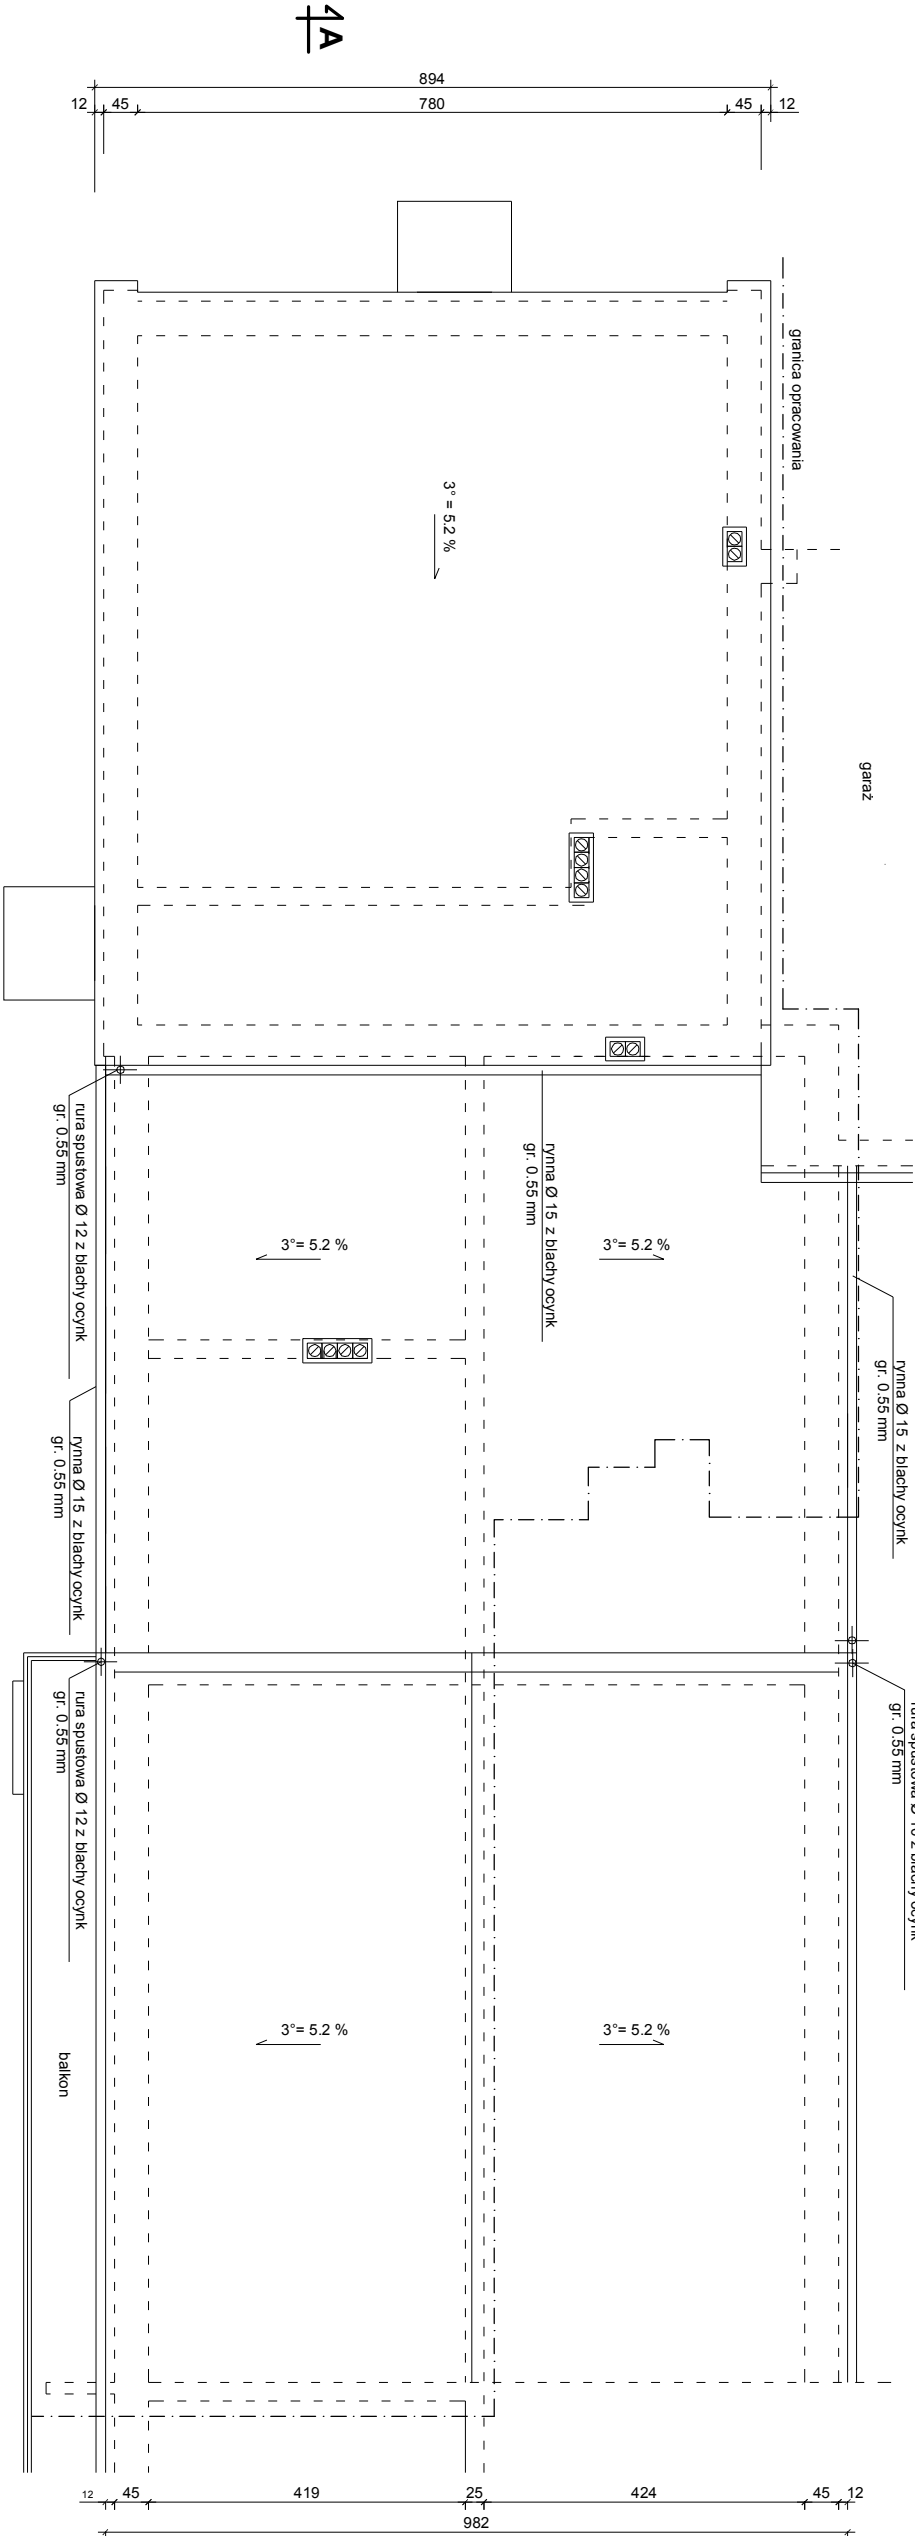 A
894
12 45 780 45 12
granica opracowania
3° = 5.2 %
garaż
rura spustowa Ø 12 z blachy ocynk
gr. 0.55 mm
rynna Ø 15 z blachy ocynk
gr. 0.55 mm
3°= 5.2 %
3°= 5.2 %
rynna Ø 15 z blachy ocynk
gr. 0.55 mm
rynna Ø 15 z blachy ocynk
gr. 0.55 mm
rura spustowa Ø 12 z blachy ocynk
gr. 0.55 mm
gr. 0.55 mm
3°= 5.2 %
3°= 5.2 %
balkon
12 45 419 25 424 45 12
982